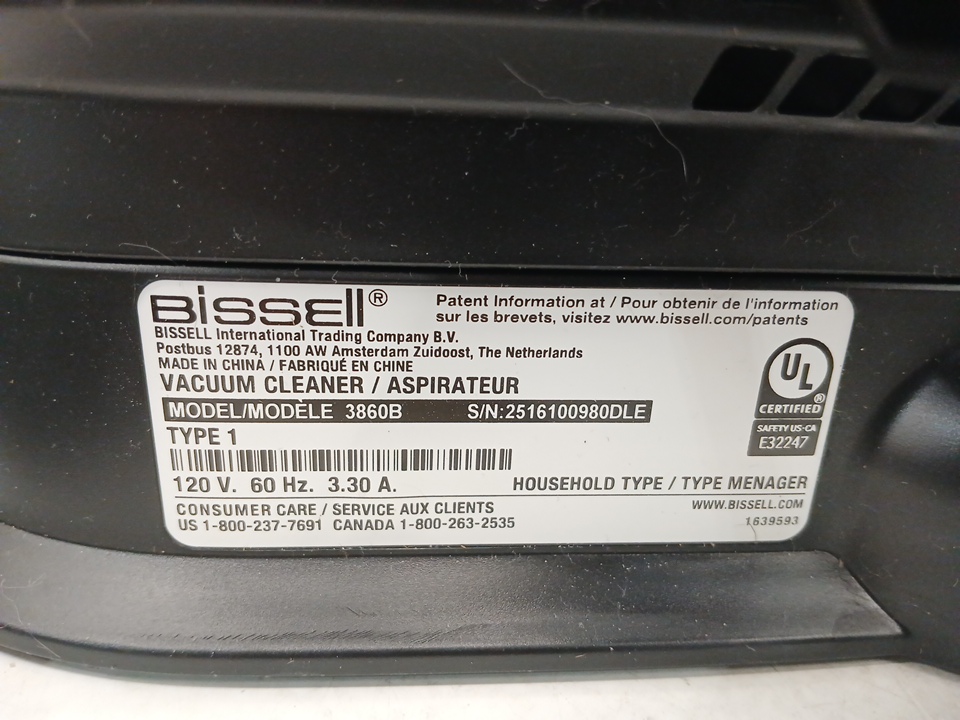 BISSELL®
Patent Information at / Pour obtenir de l'information
sur les brevets, visitez www.bissell.com/patents
BISSELL International Trading Company B.V.
Postbus 12874, 1100 AW Amsterdam Zuidoost, The Netherlands
MADE IN CHINA / FABRIQUÉ EN CHINE
VACUUM CLEANER / ASPIRATEUR
MODEL/MODÈLE 3860B S/N:2516100980DLE
TYPE 1
120 V. 60 Hz. 3.30 A.
HOUSEHOLD TYPE / TYPE MENAGER
CONSUMER CARE / SERVICE AUX CLIENTS
US 1-800-237-7691 CANADA 1-800-263-2535
WWW.BISSELL.COM
1639593
UL®
CERTIFIED
SAFETY US-CA
E32247